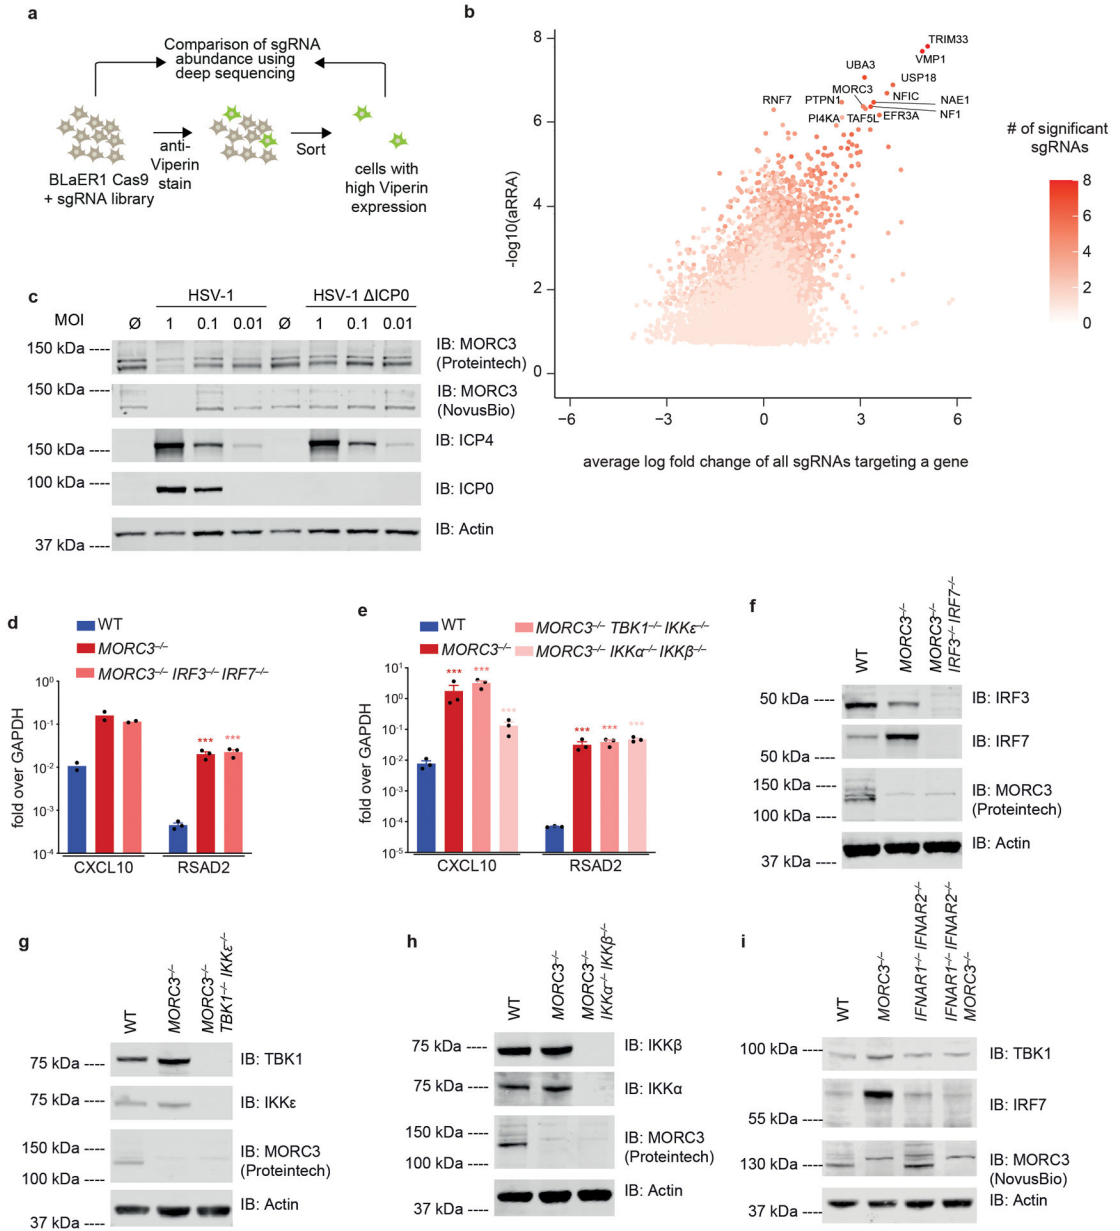 a
Comparison of sgRNA
abundance using
deep sequencing
anti-
Viperin
stain
Sort
BLaER1 Cas9
+ sgRNA library
cells with
high Viperin
expression
b
-log10(aRRA)
6
4
2
0
−6
−3
0
3
6
average log fold change of all sgRNAs targeting a gene
TRIM33
VMP1
UBA3
USP18
MORC3
NFIC
NAE1
RNF7
PTPN1
NF1
PI4KA
TAF5L
EFR3A
# of significant
sgRNAs
8
6
4
2
0
c
HSV-1
HSV-1 ΔICP0
MOI
Ø 1 0.1 0.01 Ø 1 0.1 0.01
150 kDa ----
IB: MORC3
(Proteintech)
150 kDa ----
IB: MORC3
(NovusBio)
150 kDa ----
IB: ICP4
100 kDa ----
IB: ICP0
37 kDa ----
IB: Actin
d
WT
MORC3–/–
MORC3–/– IRF3–/– IRF7–/–
fold over GAPDH
10^0
10^-1
10^-2
10^-3
10^-4
*** ***
CXCL10
RSAD2
e
WT
MORC3–/–
MORC3–/– TBK1–/– IKKε–/–
MORC3–/– IKKα–/– IKKβ–/–
fold over GAPDH
10^1
10^0
10^-1
10^-2
10^-3
10^-4
10^-5
*** *** ***
*** *** ***
CXCL10
RSAD2
f
WT
MORC3–/–
MORC3–/–
IRF3–/– IRF7–/–
50 kDa ----
IB: IRF3
50 kDa ----
IB: IRF7
150 kDa ----
100 kDa ----
IB: MORC3
(Proteintech)
37 kDa ----
IB: Actin
g
WT
MORC3–/–
MORC3–/–
TBK1–/– IKKε–/–
75 kDa ----
IB: TBK1
75 kDa ----
IB: IKKε
150 kDa ----
100 kDa ----
IB: MORC3
(Proteintech)
37 kDa ----
IB: Actin
h
WT
MORC3–/–
MORC3–/–
IKKα–/– IKKβ–/–
75 kDa ----
IB: IKKβ
75 kDa ----
IB: IKKα
150 kDa ----
100 kDa ----
IB: MORC3
(Proteintech)
37 kDa ----
IB: Actin
i
WT
MORC3–/–
IFNAR1–/– IFNAR2–/–
IFNAR1–/– IFNAR2–/–
MORC3–/–
100 kDa ----
IB: TBK1
55 kDa ----
IB: IRF7
130 kDa ----
IB: MORC3
(NovusBio)
37 kDa ----
IB: Actin